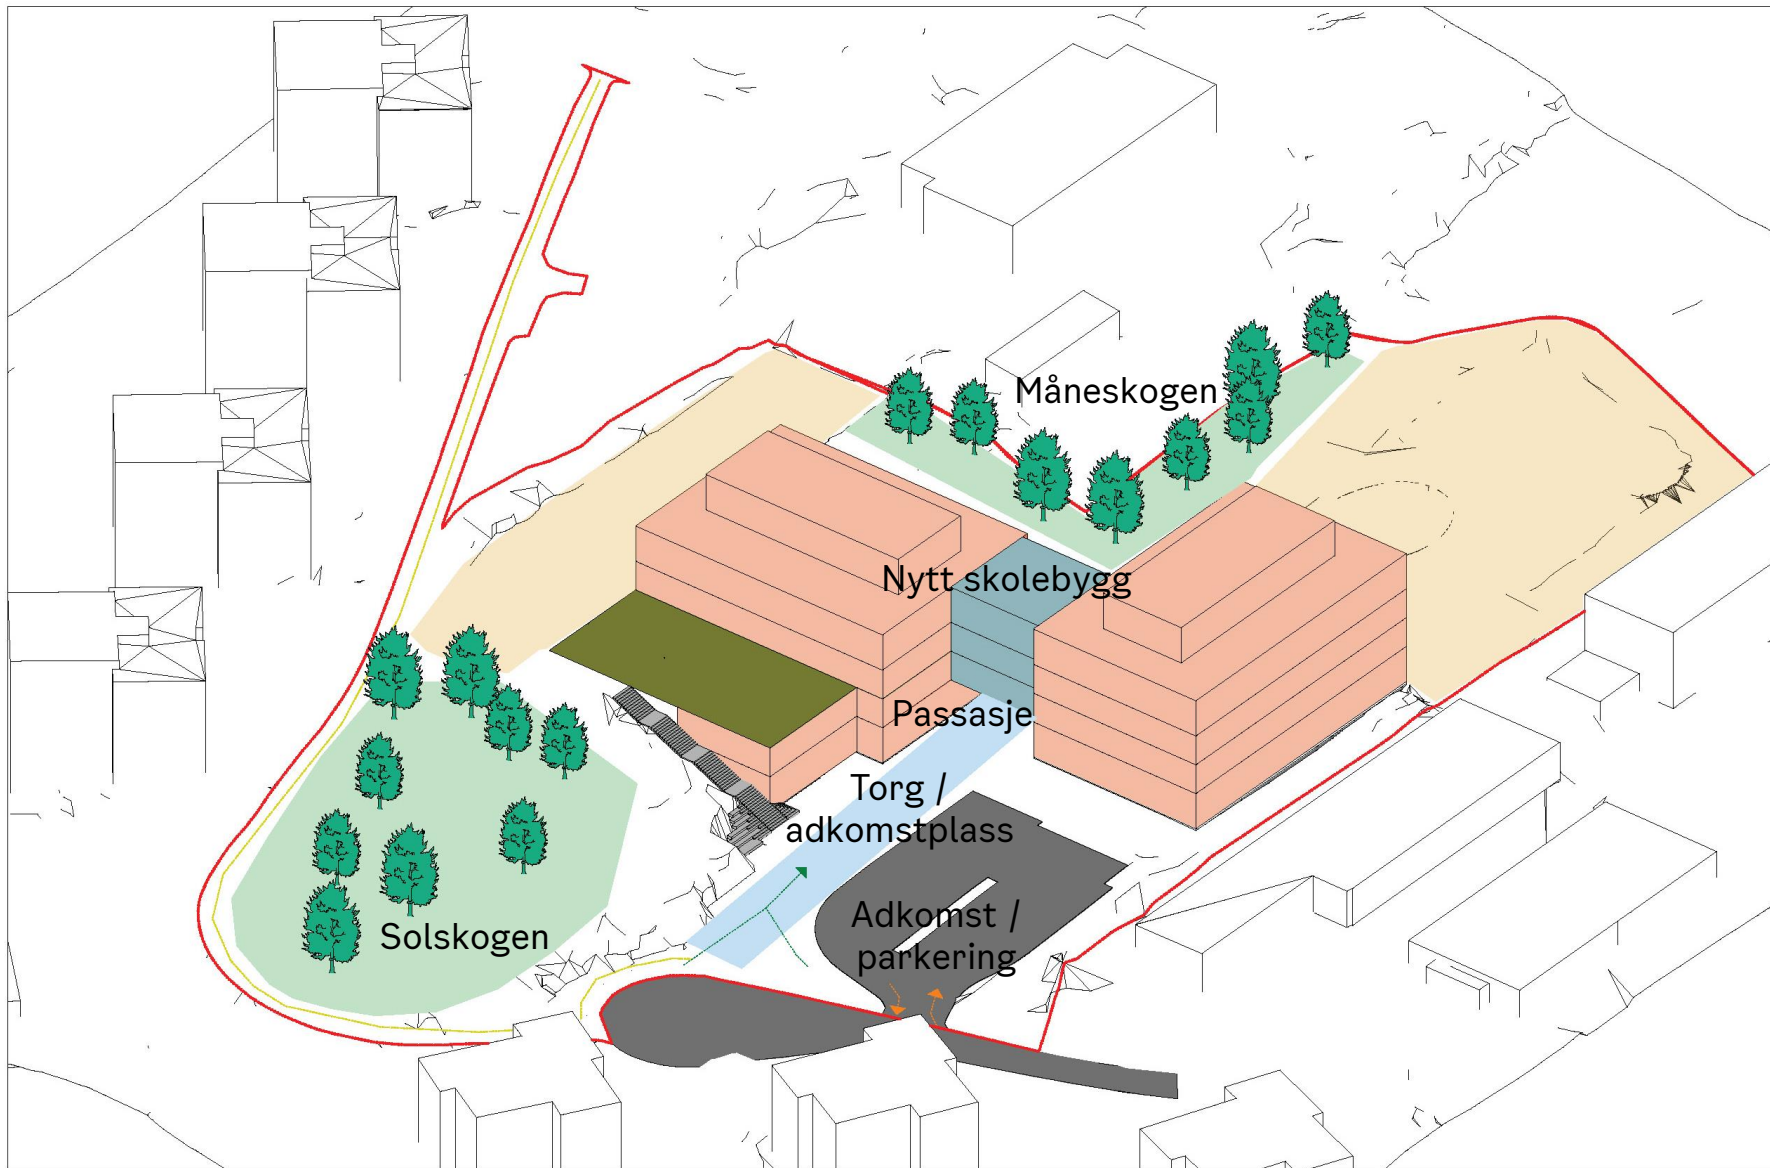 Måneskogen
Nytt skolebygg
Passasje
Torg /
adkomstplass
Adkomst /
parkering
Solskogen